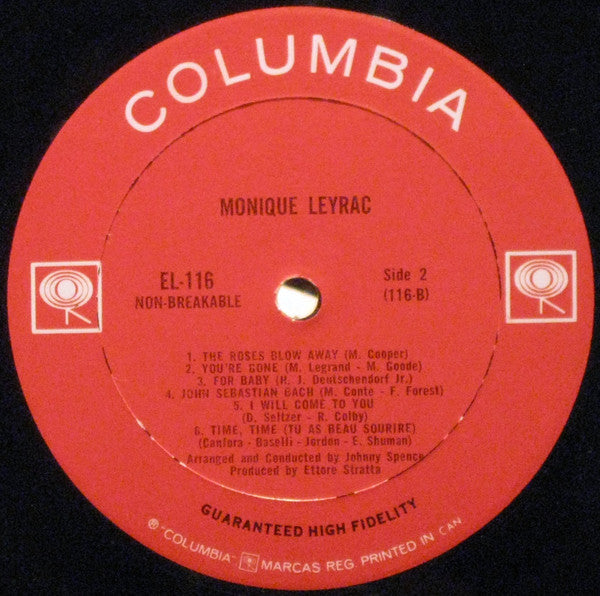 COLUMBIA
MONIQUE LEYRAC
EL-116
NON-BREAKABLE
Side 2
(116-B)
1. THE ROSES BLOW AWAY (M. Cooper)
2. YOU'RE GONE (M. Legrand - M. Goode)
3. FOR BABY (H. J. Deutschendorf Jr.)
4. JOHN SEBASTIAN BACH (M. Conte - F. Forest)
5. I WILL COME TO YOU
(D. Seltzer - R. Colby)
6. TIME, TIME (TU AS BEAU SOURIRE)
(Canfora - Baselli - Jordon - E. Shuman)
Arranged and Conducted by Johnny Spence
Produced by Ettore Stratta
GUARANTEED HIGH FIDELITY
® "COLUMBIA" MARCAS REG. PRINTED IN CAN.